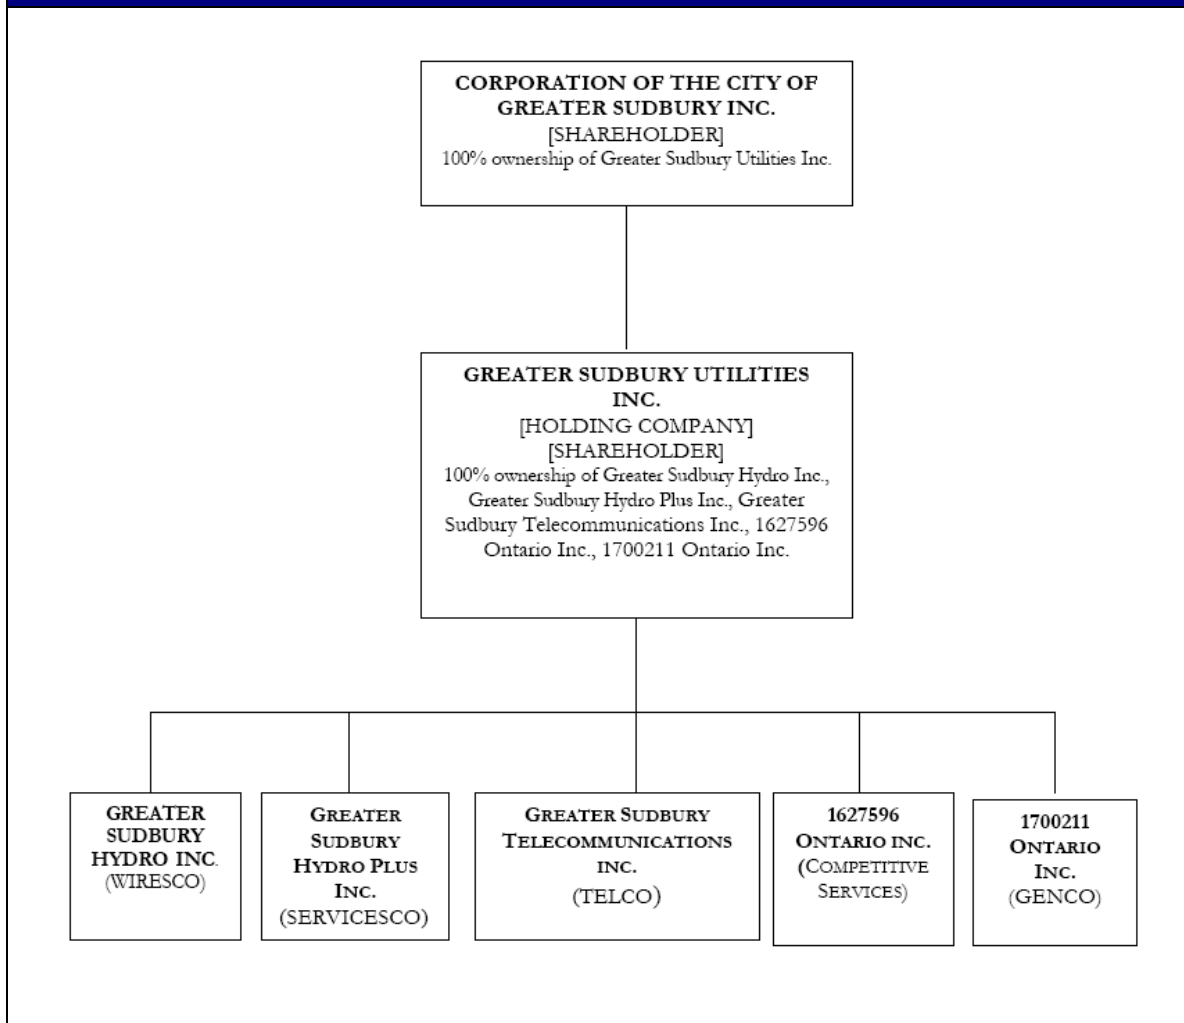 CORPORATION OF THE CITY OF
GREATER SUDBURY INC.
[SHAREHOLDER]
100% ownership of Greater Sudbury Utilities Inc.
GREATER SUDBURY UTILITIES
INC.
[HOLDING COMPANY]
[SHAREHOLDER]
100% ownership of Greater Sudbury Hydro Inc.,
Greater Sudbury Hydro Plus Inc., Greater
Sudbury Telecommunications Inc., 1627596
Ontario Inc., 1700211 Ontario Inc.
GREATER
SUDBURY
HYDRO INC.
(WIRESCO)
GREATER
SUDBURY
HYDRO PLUS
INC.
(SERVICESCO)
GREATER SUDBURY
TELECOMMUNICATIONS
INC.
(TELCO)
1627596
ONTARIO INC.
(COMPETITIVE
SERVICES)
1700211
ONTARIO
INC.
(GENCO)